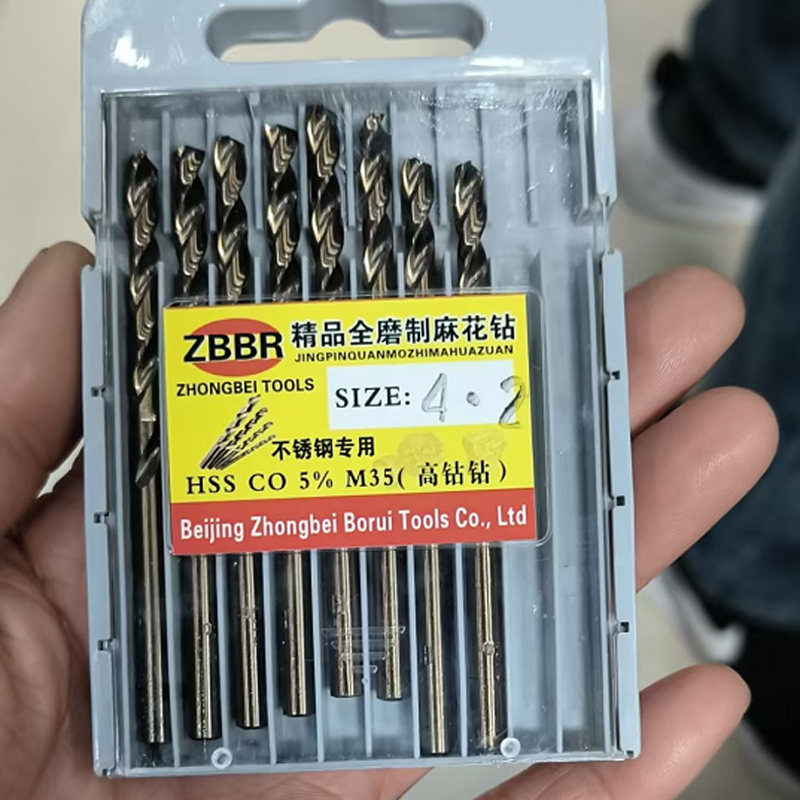 ZBBR
精品全磨制麻花钻
JINGPINQUANMOZHIMAHUAZUAN
ZHONGBEI TOOLS
SIZE: 4.2
不锈钢专用
HSS CO 5% M35(高钴钻)
Beijing Zhongbei Borui Tools Co., Ltd